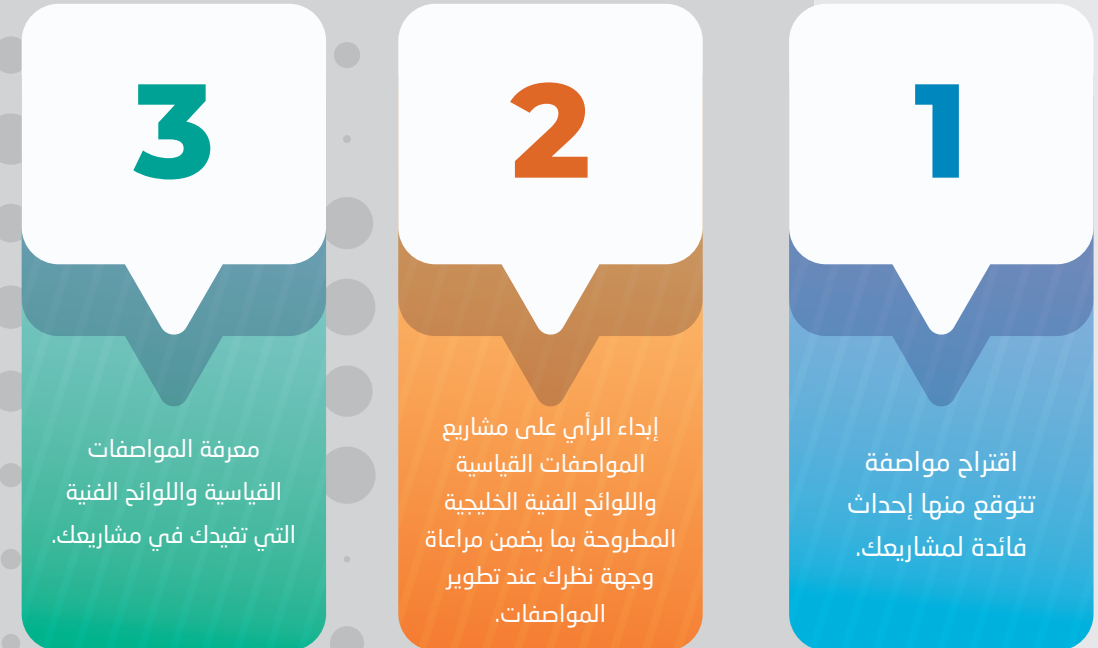 1
اقتراح مواصفة
تتوقع منها إحداث
فائدة لمشاريعك.
2
إبداء الرأي على مشاريع
المواصفات القياسية
واللوائح الفنية الخليجية
المطروحة بما يضمن مراعاة
وجهة نظرك عند تطوير
المواصفات.
3
معرفة المواصفات
القياسية واللوائح الفنية
التي تفيدك في مشاريعك.